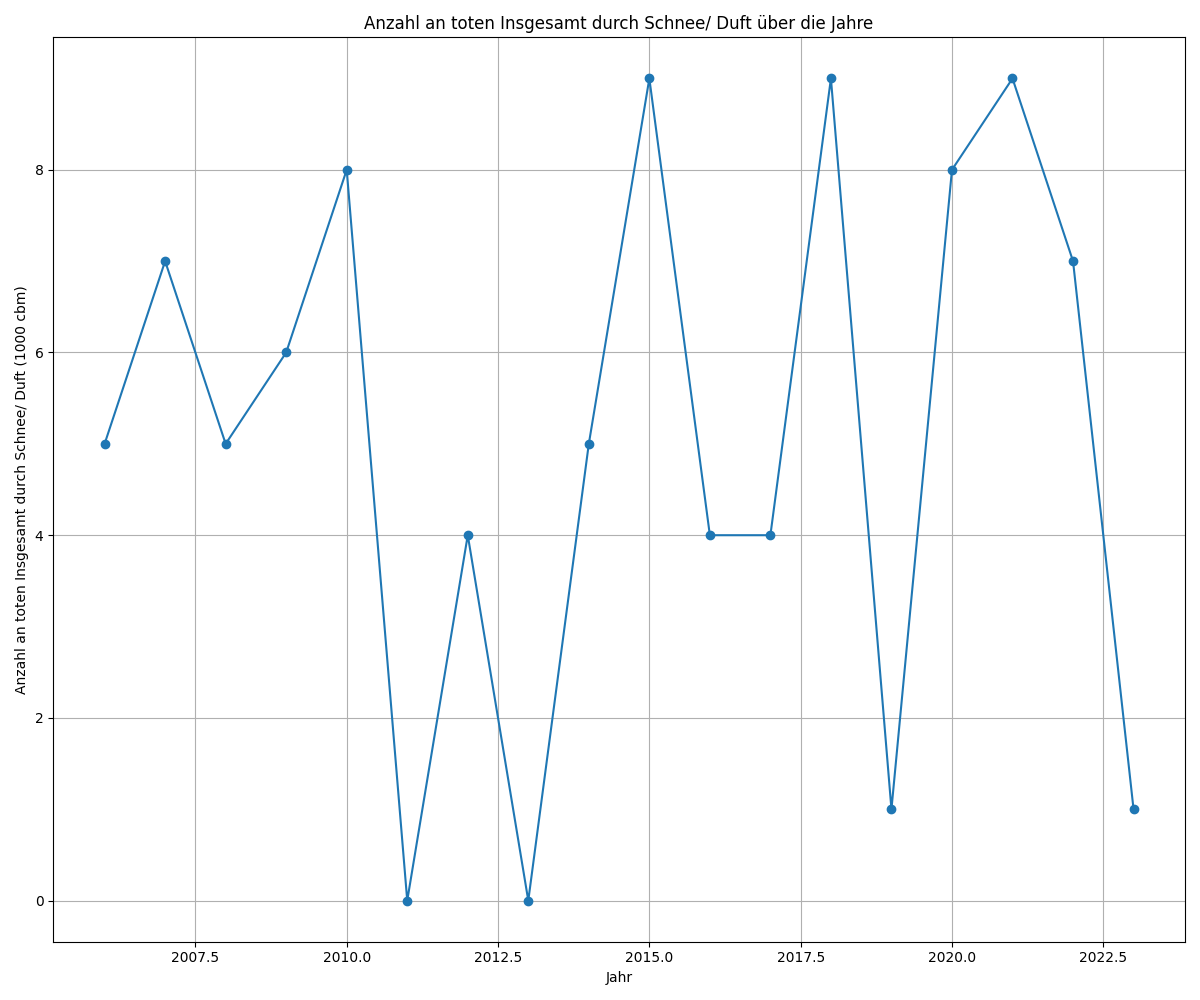 Anzahl an toten Insgesamt durch Schnee/ Duft über die Jahre
Anzahl an toten Insgesamt durch Schnee/ Duft (1000 cbm)
8
6
4
2
0
2007.5 2010.0 2012.5 2015.0 2017.5 2020.0 2022.5
Jahr